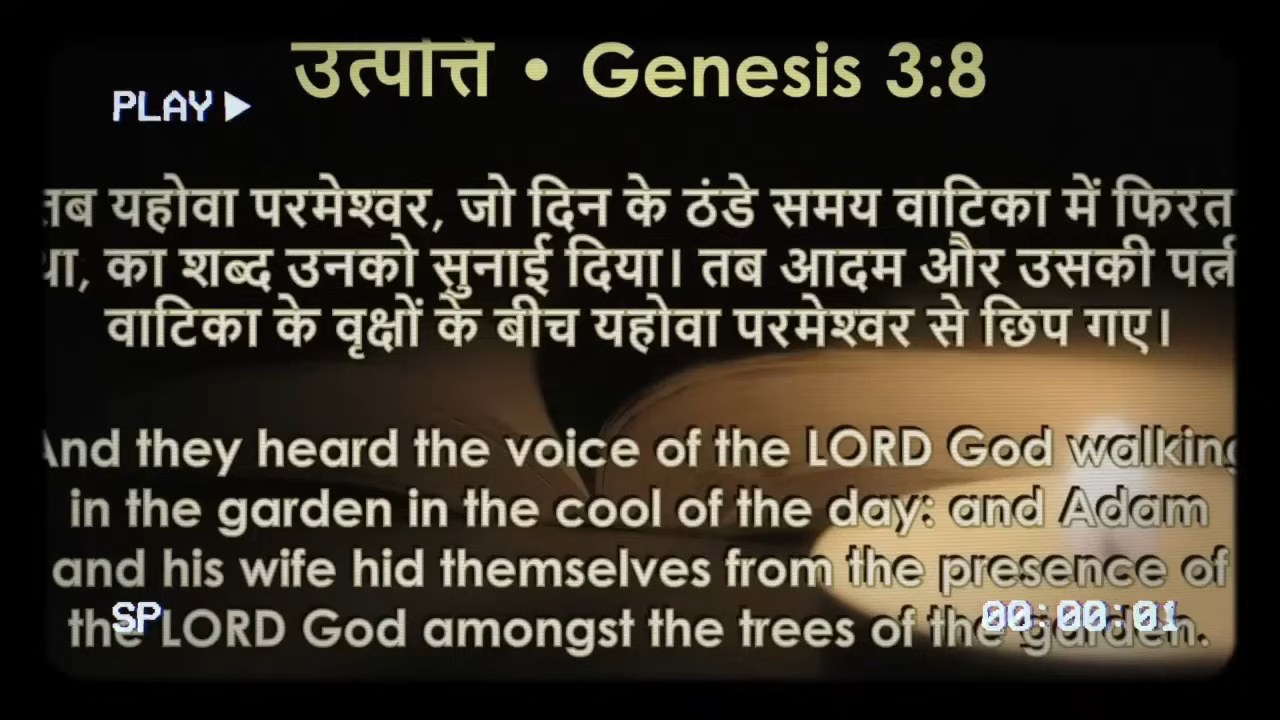 उत्पत्ति • Genesis 3:8
PLAY
तब यहोवा परमेश्वर, जो दिन के ठंडे समय वाटिका में फिरता
था, का शब्द उनको सुनाई दिया। तब आदम और उसकी पत्नी
वाटिका के वृक्षों के बीच यहोवा परमेश्वर से छिप गए।
And they heard the voice of the LORD God walking
in the garden in the cool of the day: and Adam
and his wife hid themselves from the presence of
the LORD God amongst the trees of the garden.
SP
00:00:01